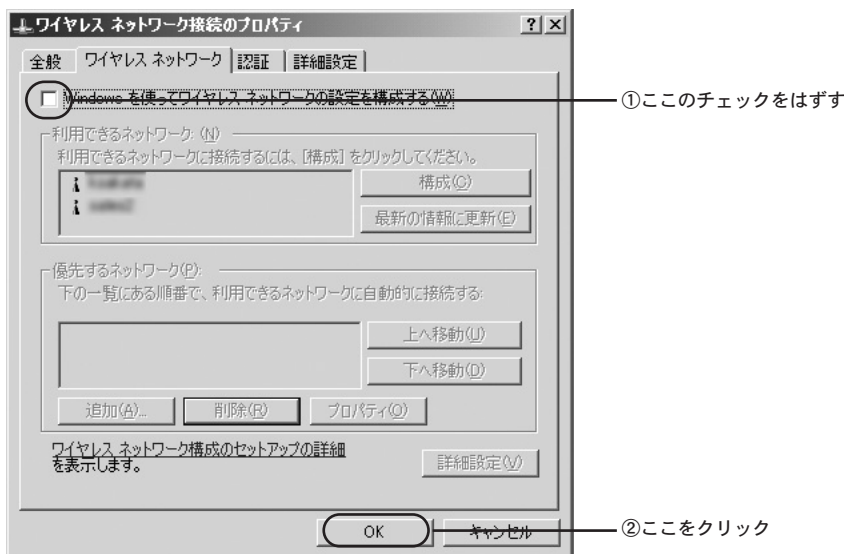 ワイヤレス ネットワーク接続のプロパティ
全般 ワイヤレス ネットワーク 認証 詳細設定
Windows を使ってワイヤレス ネットワークの設定を構成する(W)
①ここのチェックをはずす
利用できるネットワーク: (N)
利用できるネットワークに接続するには、[構成] をクリックしてください。
構成(C)
最新の情報に更新(E)
優先するネットワーク(P):
下の一覧にある順番で、利用できるネットワークに自動的に接続する:
上へ移動(U)
下へ移動(D)
追加(A)... 削除(R) プロパティ(O)
ワイヤレス ネットワーク構成のセットアップの詳細
を表示します。
詳細設定(V)
OK キャンセル
②ここをクリック